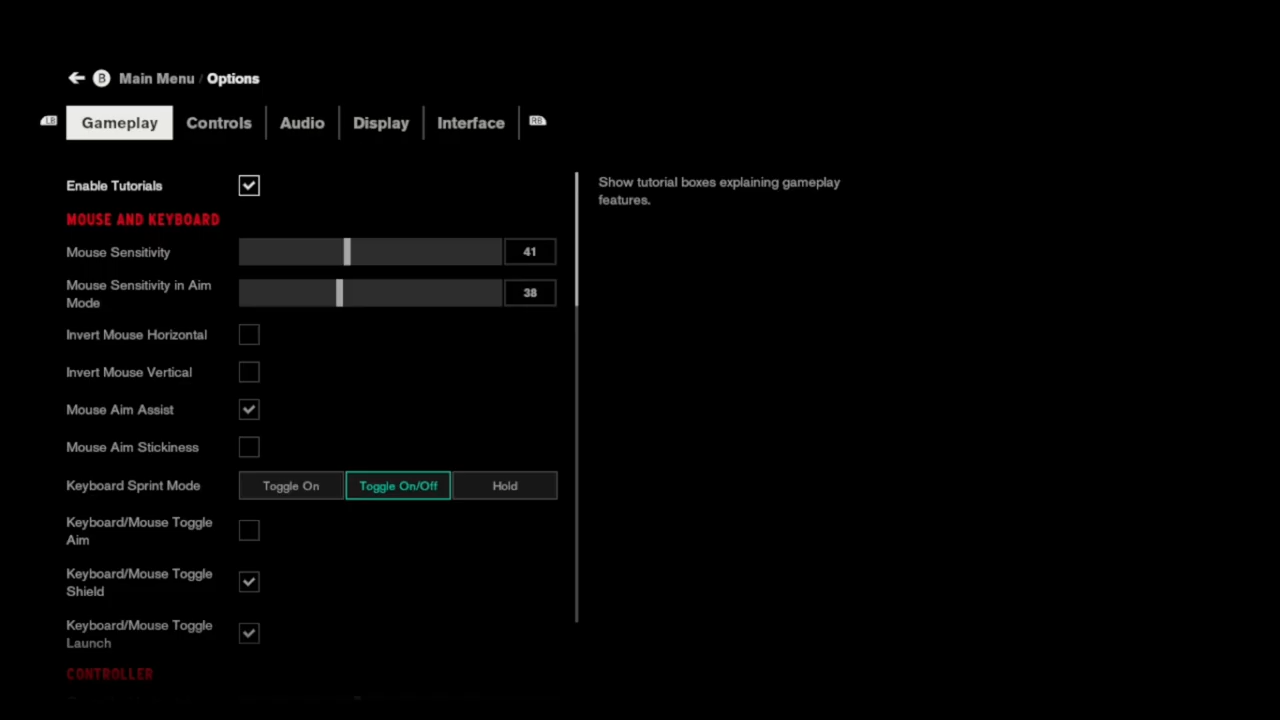 B Main Menu / Options
LB Gameplay Controls Audio Display Interface RB
Enable Tutorials
Show tutorial boxes explaining gameplay
features.
MOUSE AND KEYBOARD
Mouse Sensitivity 41
Mouse Sensitivity in Aim
Mode 38
Invert Mouse Horizontal
Invert Mouse Vertical
Mouse Aim Assist
Mouse Aim Stickiness
Keyboard Sprint Mode Toggle On Toggle On/Off Hold
Keyboard/Mouse Toggle
Aim
Keyboard/Mouse Toggle
Shield
Keyboard/Mouse Toggle
Launch
CONTROLLER